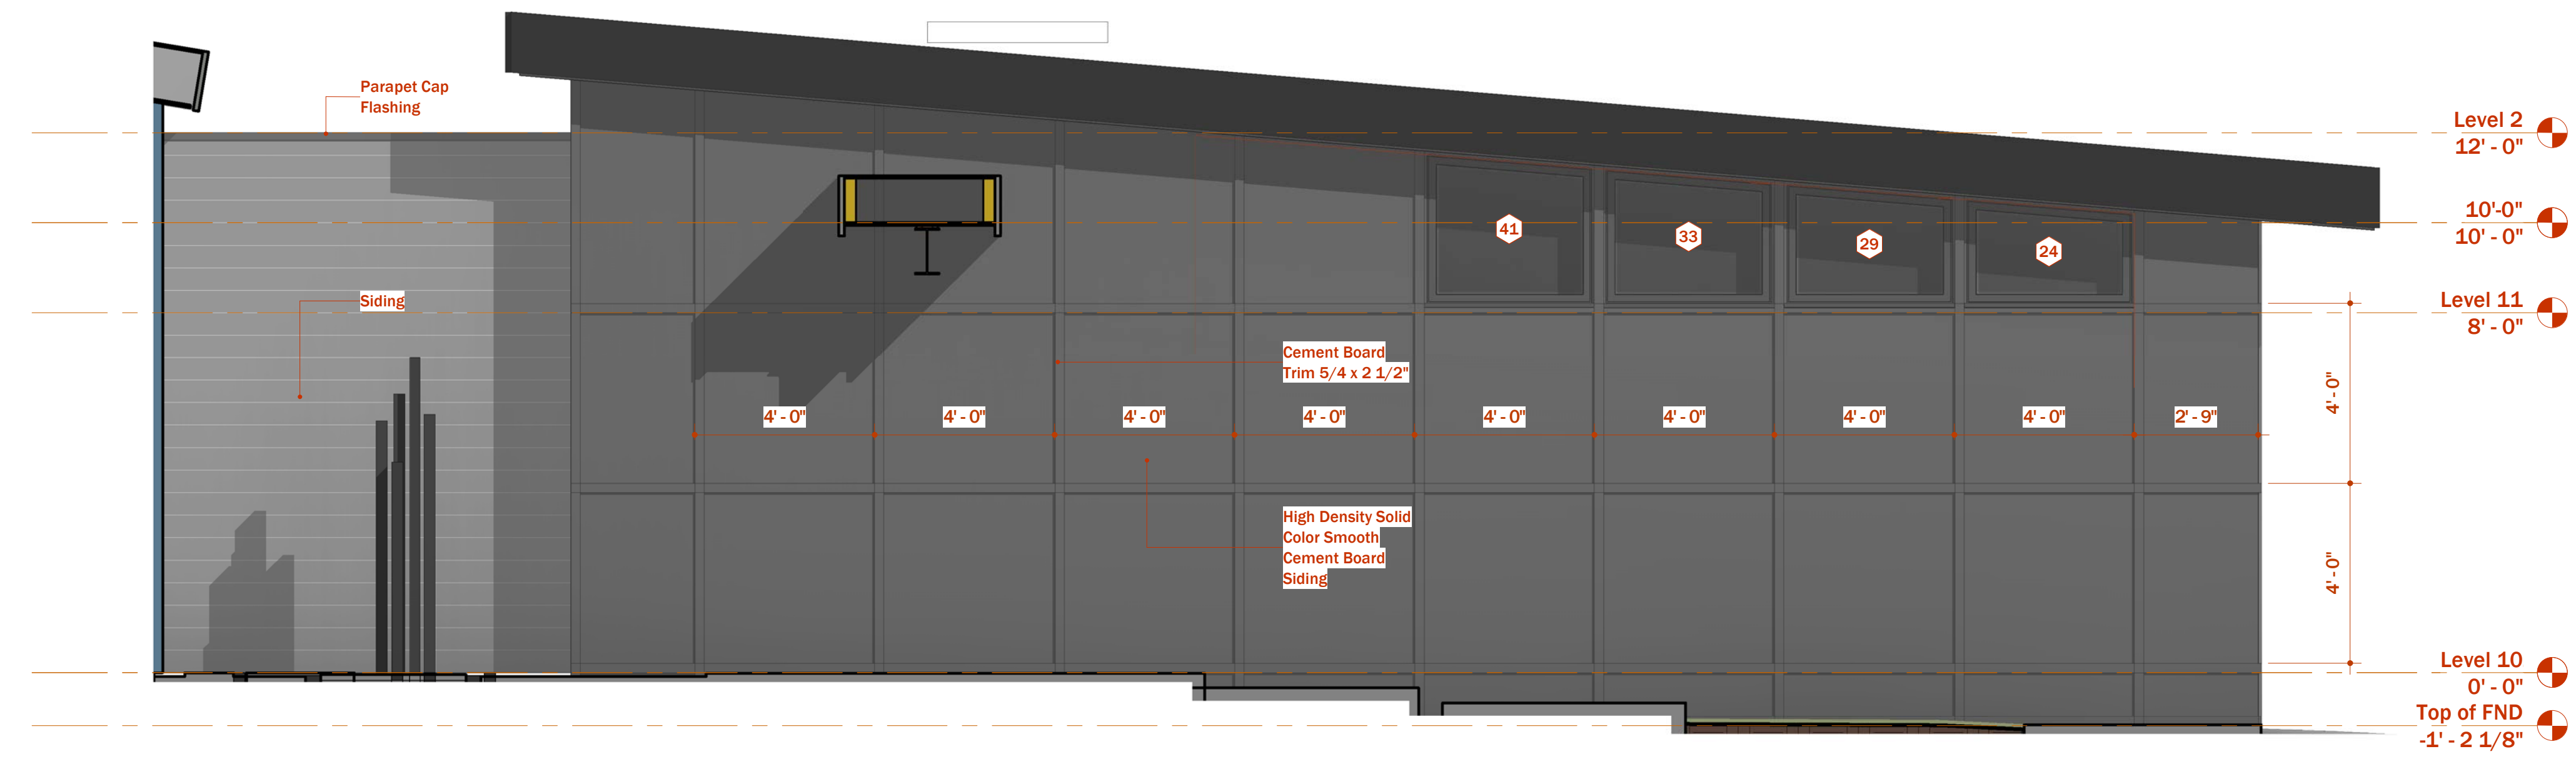 Parapet Cap
Flashing
Level 2
12' - 0"
10'-0"
10' - 0"
41
33
29
24
Siding
Level 11
8' - 0"
Cement Board
Trim 5/4 x 2 1/2"
4' - 0"
4' - 0"
4' - 0"
4' - 0"
4' - 0"
4' - 0"
4' - 0"
4' - 0"
2' - 9"
4' - 0"
High Density Solid
Color Smooth
Cement Board
Siding
4' - 0"
Level 10
0' - 0"
Top of FND
-1' - 2 1/8"